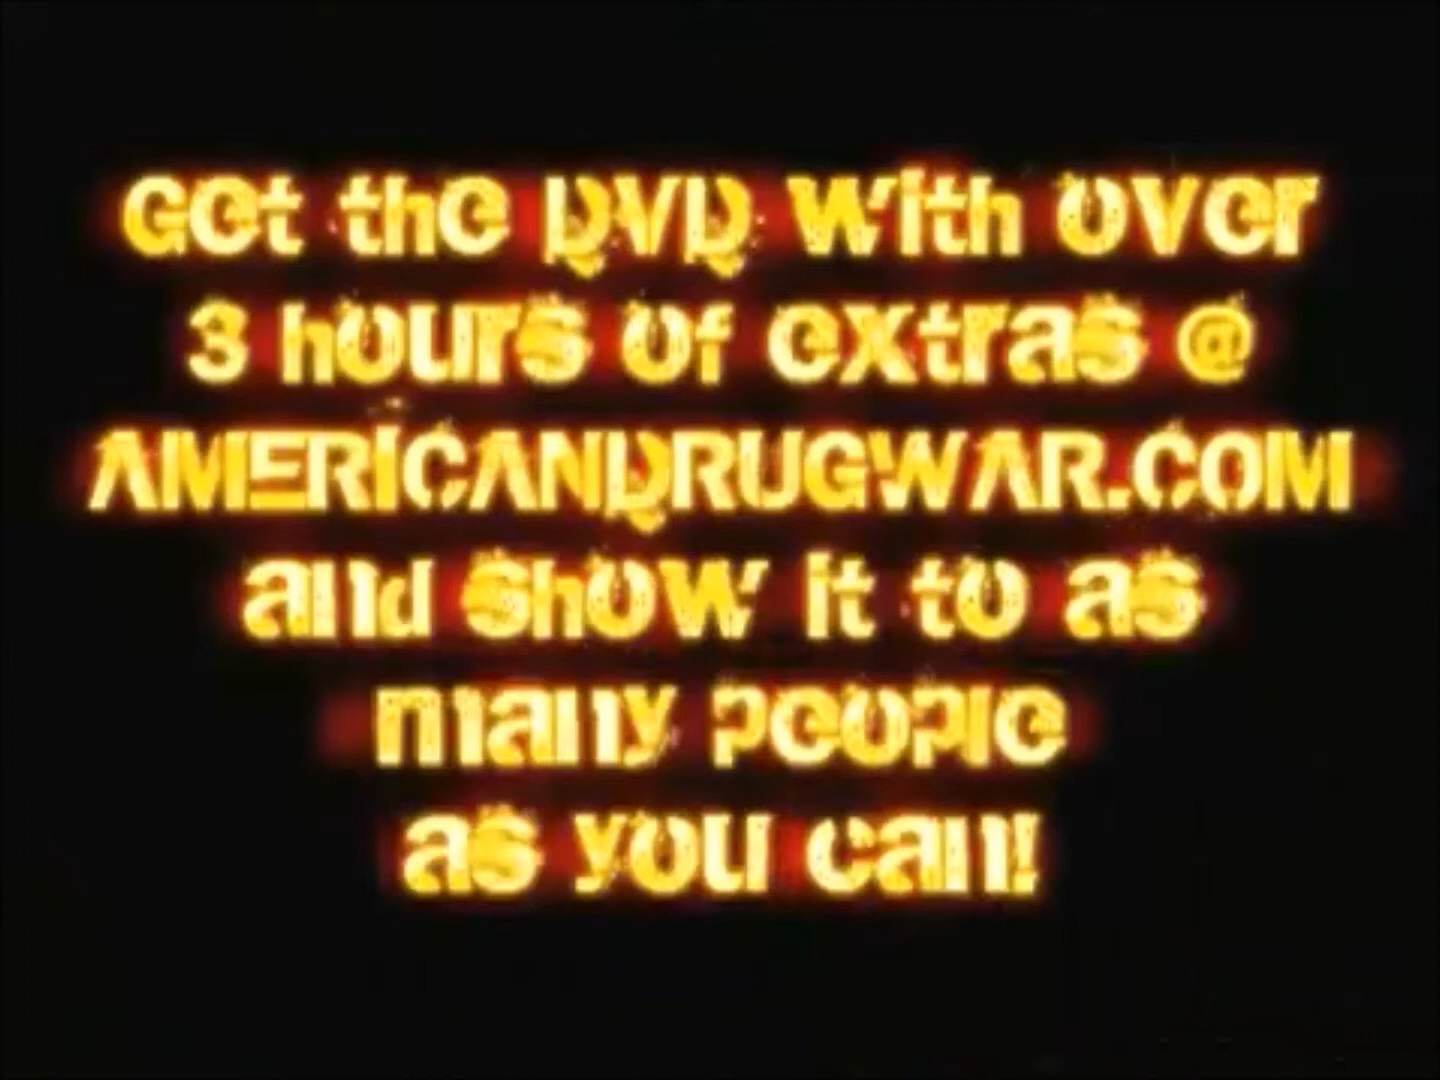 Get the DVD with over
3 hours of extras @
AMERICANDRUGWAR.COM
and show it to as
many people
as you can!